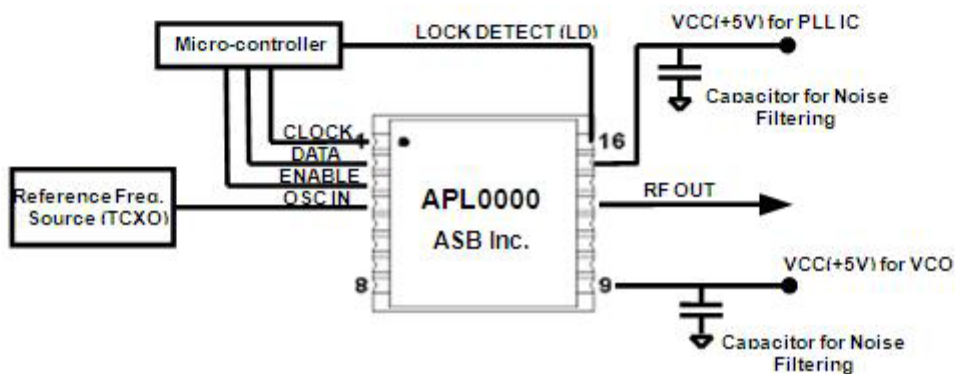 Micro-controller
LOCK DETECT (LD)
VCC(+5V) for PLL IC
Capacitor for Noise
Filtering
CLOCK
1
16
DATA
ENABLE
OSC IN
Reference Freq.
Source (TCXO)
APL0000
ASB Inc.
RF OUT
8
9
VCC(+5V) for VCO
Capacitor for Noise
Filtering